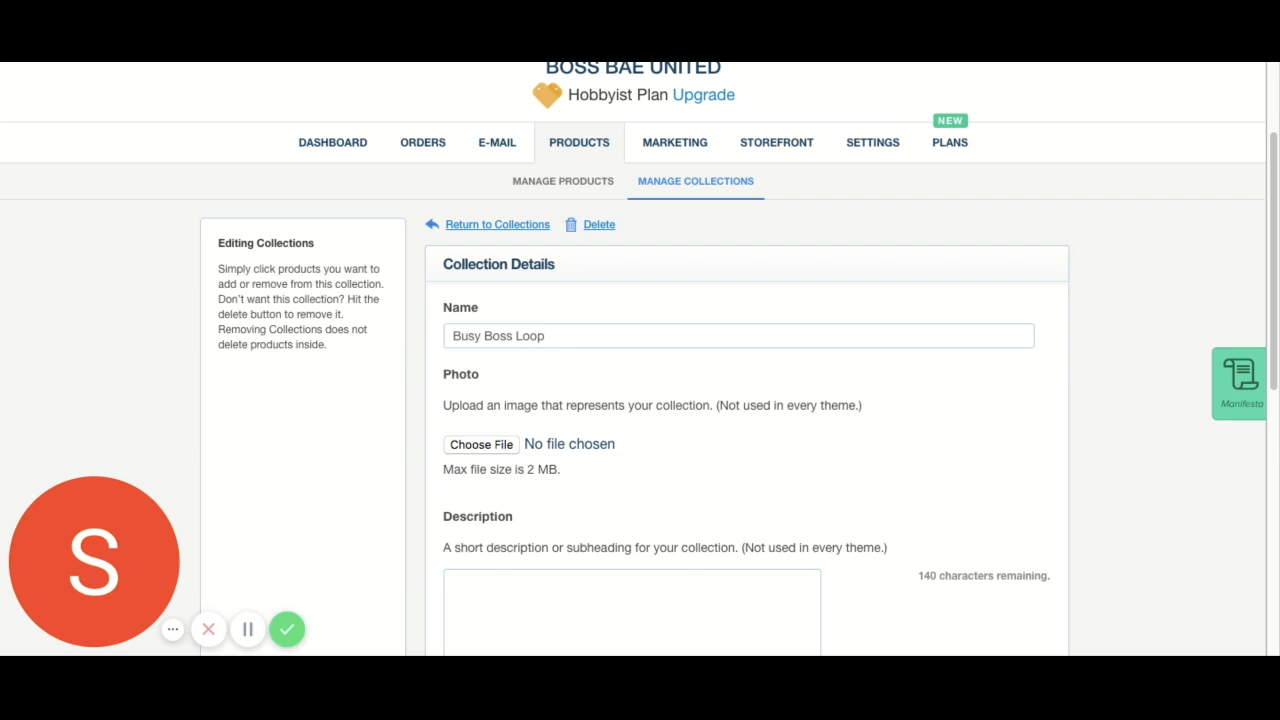 BOSS BAE UNITED
Hobbyist Plan Upgrade
NEW
DASHBOARD ORDERS E-MAIL PRODUCTS MARKETING STOREFRONT SETTINGS PLANS
MANAGE PRODUCTS MANAGE COLLECTIONS
Editing Collections
Simply click products you want to
add or remove from this collection.
Don't want this collection? Hit the
delete button to remove it.
Removing Collections does not
delete products inside.
Return to Collections Delete
Collection Details
Name
Busy Boss Loop
Photo
Upload an image that represents your collection. (Not used in every theme.)
Choose File No file chosen
Max file size is 2 MB.
Description
A short description or subheading for your collection. (Not used in every theme.)
140 characters remaining.
Manifesto
S